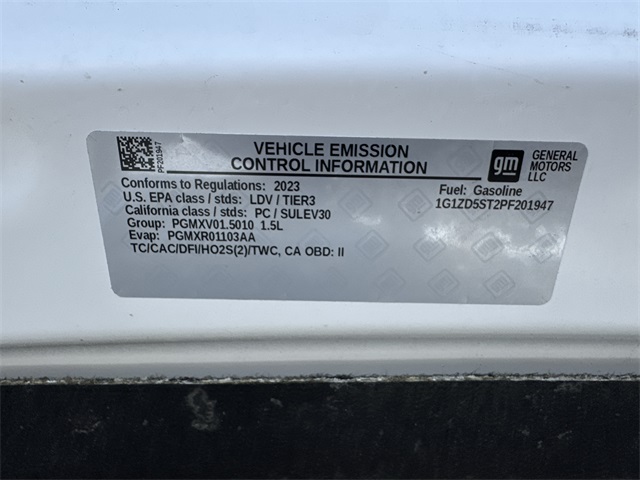 PF201947
VEHICLE EMISSION
CONTROL INFORMATION
gm
GENERAL
MOTORS
LLC
Conforms to Regulations: 2023
U.S. EPA class / stds: LDV / TIER3
California class / stds: PC / SULEV30
Group: PGMXV01.5010 1.5L
Evap: PGMXR01103AA
TC/CAC/DFI/HO2S(2)/TWC, CA OBD: II
Fuel: Gasoline
1G1ZD5ST2PF201947